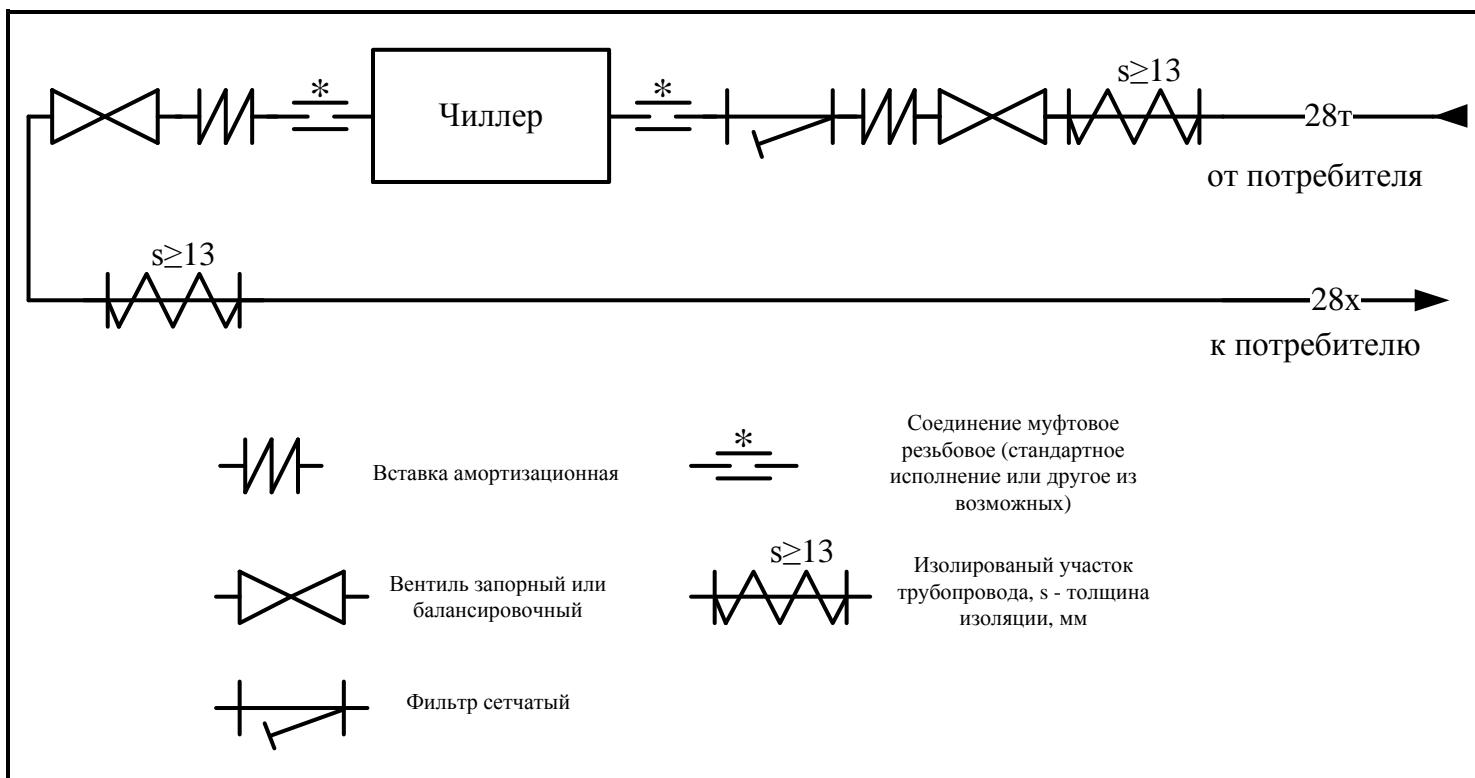 *
Чиллер
*
s≥13
28т
от потребителя
s≥13
28х
к потребителю
Вставка амортизационная
*
Соединение муфтовое
резьбовое (стандартное
исполнение или другое из
возможных)
Вентиль запорный или
балансировочный
s≥13
Изолированый участок
трубопровода, s - толщина
изоляции, мм
Фильтр сетчатый